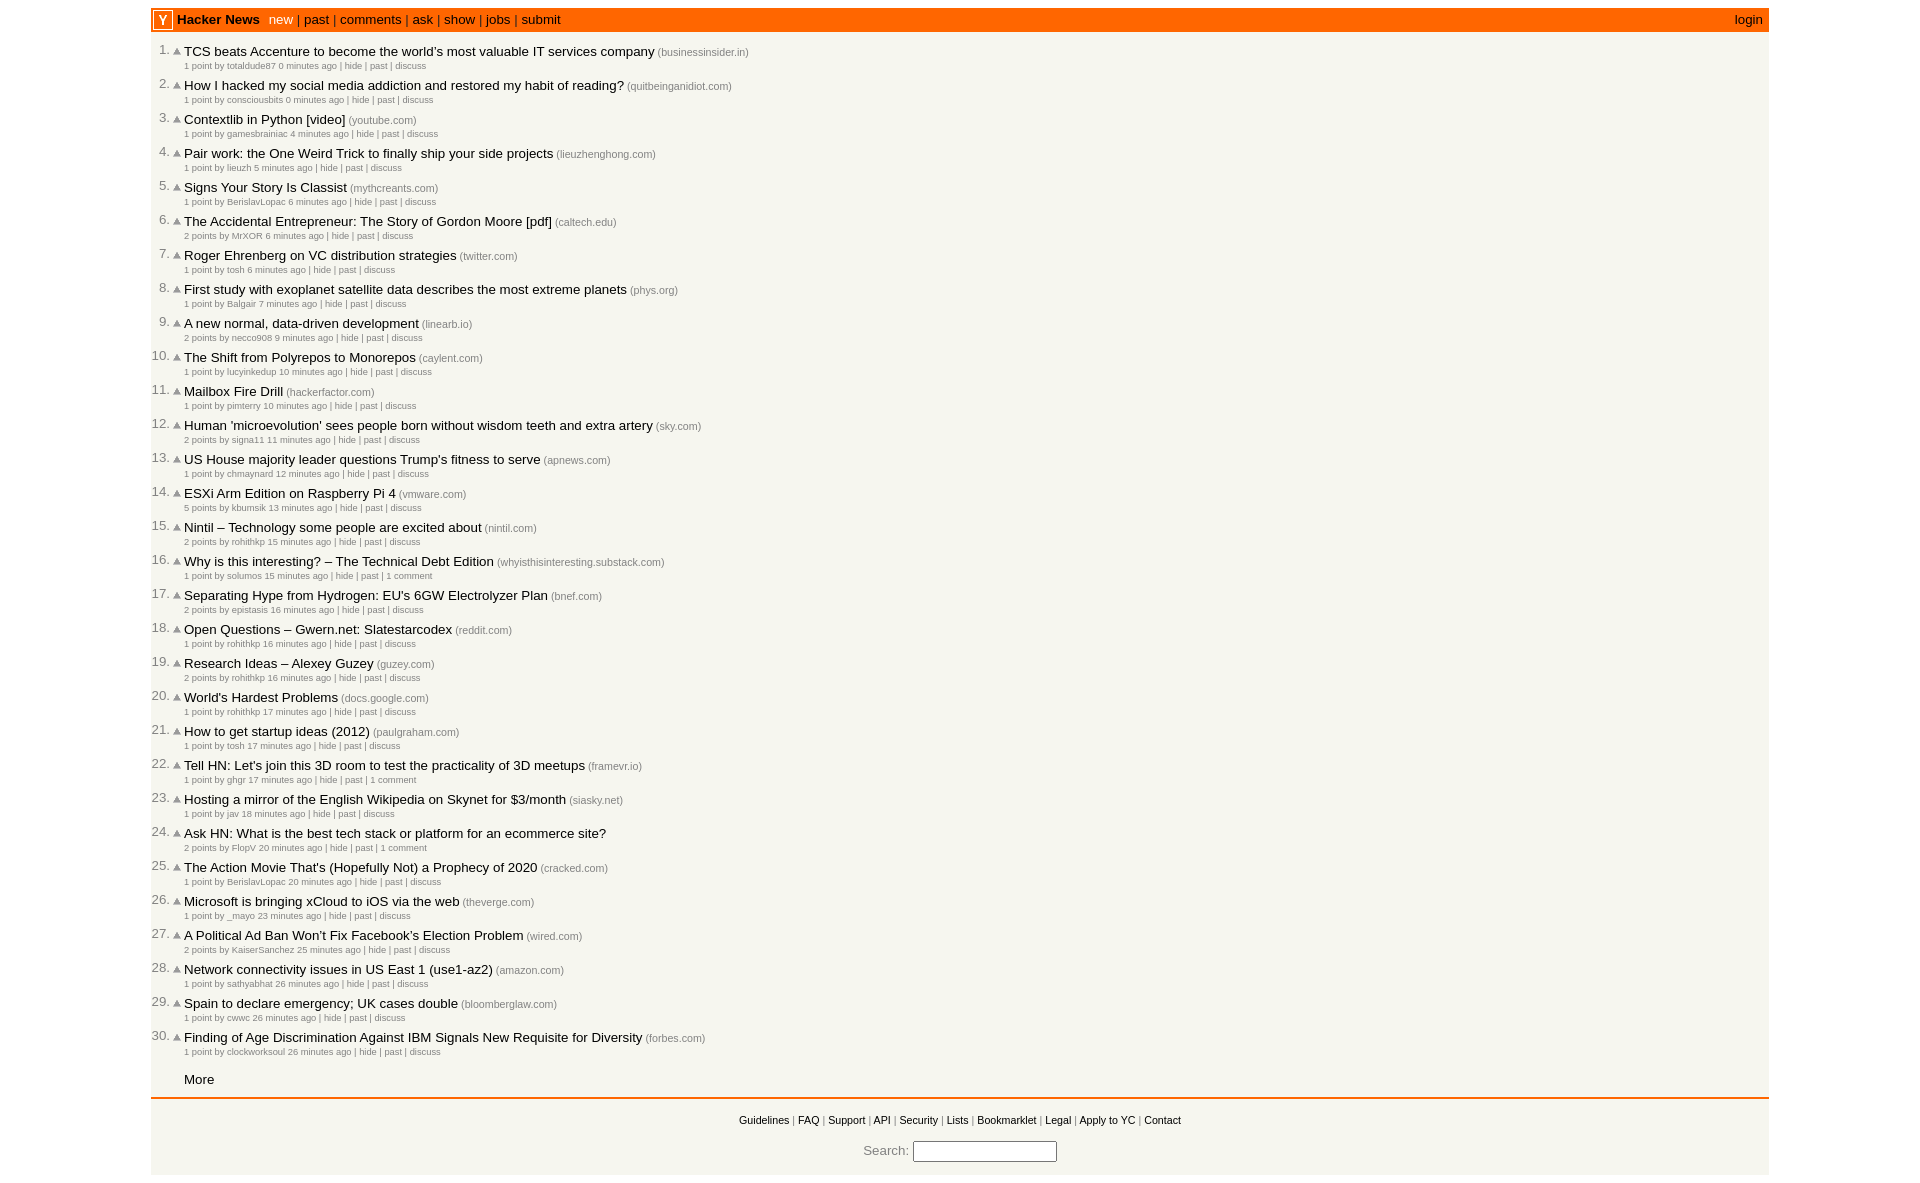 Y Hacker News new | past | comments | ask | show | jobs | submit login
1. TCS beats Accenture to become the world's most valuable IT services company (businessinsider.in)
1 point by totaldude87 0 minutes ago | hide | past | discuss
2. How I hacked my social media addiction and restored my habit of reading? (quitbeinganidiot.com)
1 point by consciousbits 0 minutes ago | hide | past | discuss
3. Contextlib in Python [video] (youtube.com)
1 point by gamesbrainiac 4 minutes ago | hide | past | discuss
4. Pair work: the One Weird Trick to finally ship your side projects (lieuzhenghong.com)
1 point by lieuzh 5 minutes ago | hide | past | discuss
5. Signs Your Story Is Classist (mythcreants.com)
1 point by BerislavLopac 6 minutes ago | hide | past | discuss
6. The Accidental Entrepreneur: The Story of Gordon Moore [pdf] (caltech.edu)
2 points by MrXOR 6 minutes ago | hide | past | discuss
7. Roger Ehrenberg on VC distribution strategies (twitter.com)
1 point by tosh 6 minutes ago | hide | past | discuss
8. First study with exoplanet satellite data describes the most extreme planets (phys.org)
1 point by Balgair 7 minutes ago | hide | past | discuss
9. A new normal, data-driven development (linearb.io)
2 points by necco908 9 minutes ago | hide | past | discuss
10. The Shift from Polyrepos to Monorepos (caylent.com)
1 point by lucyinkedup 10 minutes ago | hide | past | discuss
11. Mailbox Fire Drill (hackerfactor.com)
1 point by pimterry 10 minutes ago | hide | past | discuss
12. Human 'microevolution' sees people born without wisdom teeth and extra artery (sky.com)
2 points by signa11 11 minutes ago | hide | past | discuss
13. US House majority leader questions Trump's fitness to serve (apnews.com)
1 point by chmaynard 12 minutes ago | hide | past | discuss
14. ESXi Arm Edition on Raspberry Pi 4 (vmware.com)
5 points by kbumsik 13 minutes ago | hide | past | discuss
15. Nintil – Technology some people are excited about (nintil.com)
2 points by rohithkp 15 minutes ago | hide | past | discuss
16. Why is this interesting? – The Technical Debt Edition (whyisthisinteresting.substack.com)
1 point by solumos 15 minutes ago | hide | past | 1 comment
17. Separating Hype from Hydrogen: EU's 6GW Electrolyzer Plan (bnef.com)
2 points by epistasis 16 minutes ago | hide | past | discuss
18. Open Questions – Gwern.net: Slatestarcodex (reddit.com)
1 point by rohithkp 16 minutes ago | hide | past | discuss
19. Research Ideas – Alexey Guzey (guzey.com)
2 points by rohithkp 16 minutes ago | hide | past | discuss
20. World's Hardest Problems (docs.google.com)
1 point by rohithkp 17 minutes ago | hide | past | discuss
21. How to get startup ideas (2012) (paulgraham.com)
1 point by tosh 17 minutes ago | hide | past | discuss
22. Tell HN: Let's join this 3D room to test the practicality of 3D meetups (framevr.io)
1 point by ghgr 17 minutes ago | hide | past | 1 comment
23. Hosting a mirror of the English Wikipedia on Skynet for $3/month (siasky.net)
1 point by jav 18 minutes ago | hide | past | discuss
24. Ask HN: What is the best tech stack or platform for an ecommerce site?
2 points by FlopV 20 minutes ago | hide | past | 1 comment
25. The Action Movie That's (Hopefully Not) a Prophecy of 2020 (cracked.com)
1 point by BerislavLopac 20 minutes ago | hide | past | discuss
26. Microsoft is bringing xCloud to iOS via the web (theverge.com)
1 point by _mayo 23 minutes ago | hide | past | discuss
27. A Political Ad Ban Won't Fix Facebook's Election Problem (wired.com)
2 points by KaiserSanchez 25 minutes ago | hide | past | discuss
28. Network connectivity issues in US East 1 (use1-az2) (amazon.com)
1 point by sathyabhat 26 minutes ago | hide | past | discuss
29. Spain to declare emergency; UK cases double (bloomberglaw.com)
1 point by cwwc 26 minutes ago | hide | past | discuss
30. Finding of Age Discrimination Against IBM Signals New Requisite for Diversity (forbes.com)
1 point by clockworksoul 26 minutes ago | hide | past | discuss
More
Guidelines | FAQ | Support | API | Security | Lists | Bookmarklet | Legal | Apply to YC | Contact
Search: